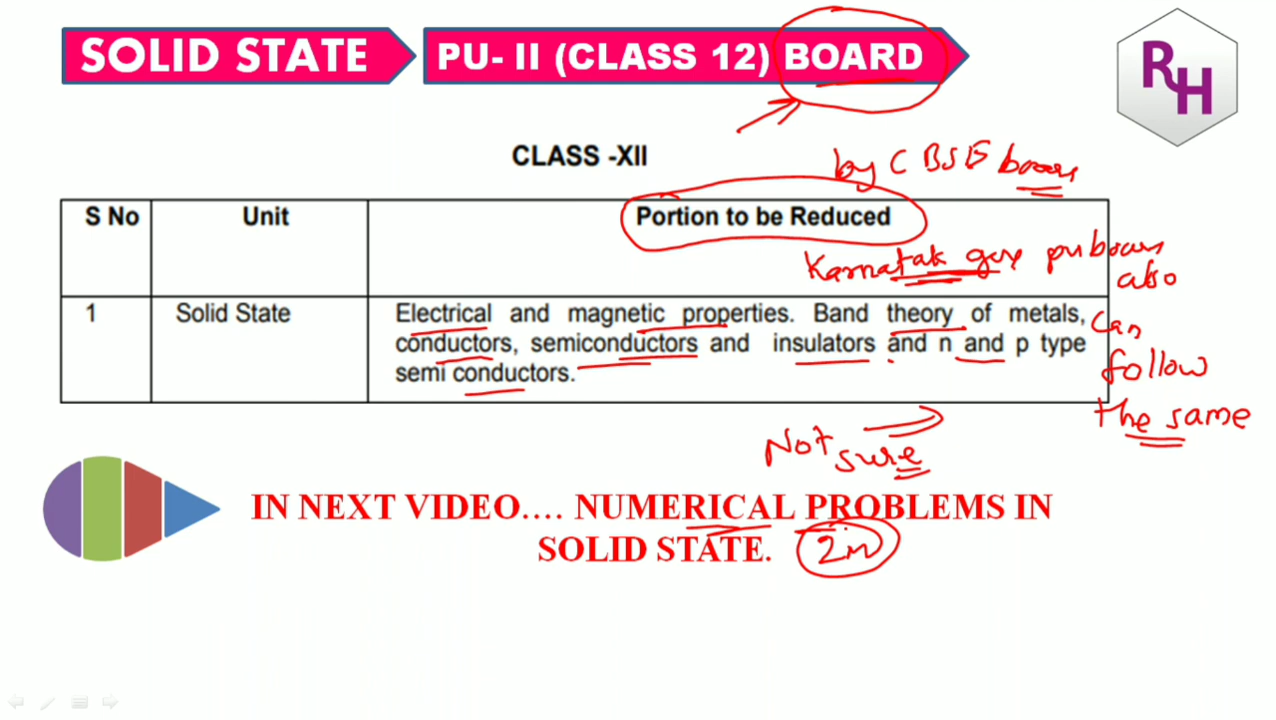 SOLID STATE
PU- II (CLASS 12) BOARD
RH
CLASS -XII
by CBSE board
S No
Unit
Portion to be Reduced
Karnatak gov pu board
also
1
Solid State
Electrical and magnetic properties. Band theory of metals,
conductors, semiconductors and insulators and n and p type
semi conductors.
can
follow
the same
Not
sure
IN NEXT VIDEO…. NUMERICAL PROBLEMS IN
SOLID STATE.
2m